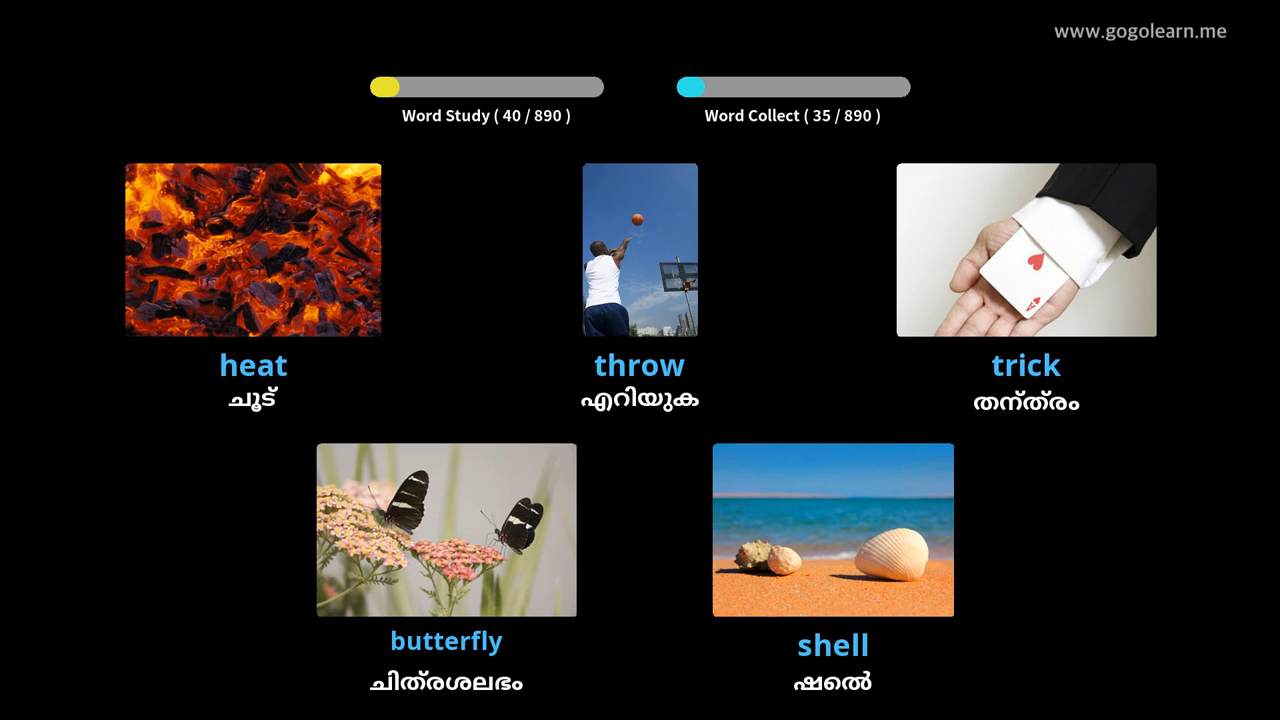 www.gogolearn.me
Word Study ( 40 / 890 )
Word Collect ( 35 / 890 )
heat
ചൂട്
throw
എറിയുക
trick
തന്ത്രം
butterfly
ചിത്രശലഭം
shell
ഷെൽ